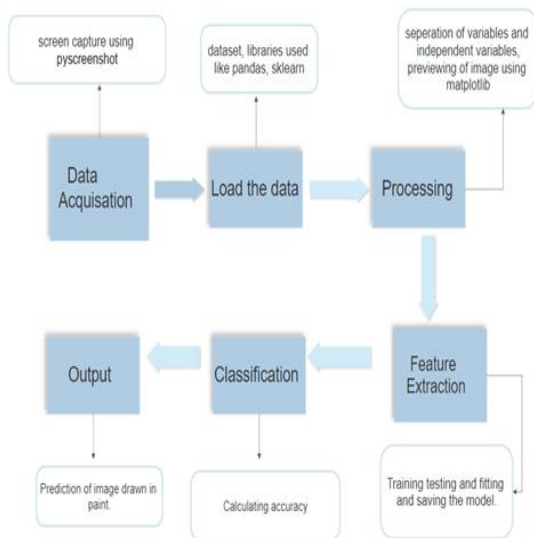 screen capture using
pyscreenshot
dataset, libraries used
like pandas, sklearn
seperation of variables and
independent variables,
previewing of image using
matplotlib
Data
Acquisation
Load the data
Processing
Output
Classification
Feature
Extraction
Prediction of image drawn in
paint.
Calculating accuracy
Training testing and fitting
and saving the model.